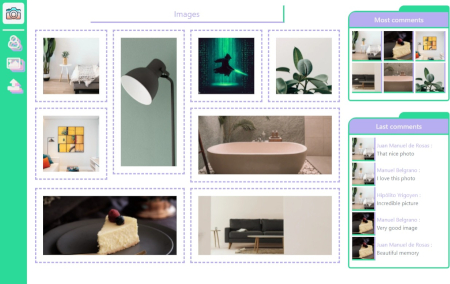 Images
Most comments
Last comments
Juan Manuel de Rosas :
That nice photo
Manuel Belgrano :
I love this photo
Hipólito Yrigoyen :
Incredible picture
Manuel Belgrano :
Very good image
Juan Manuel de Rosas :
Beautiful memory